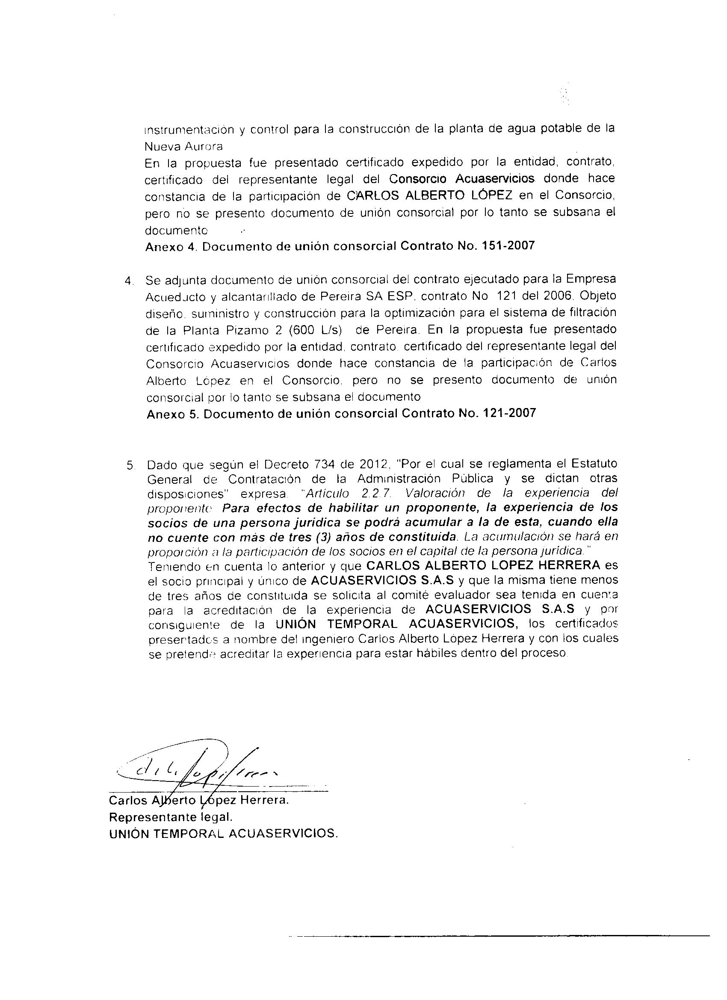 instrumentación y control para la construcción de la planta de agua potable de la
Nueva Aurora
En la propuesta fue presentado certificado expedido por la entidad, contrato,
certificado del representante legal del Consorcio Acuaservicios donde hace
constancia de la participación de CARLOS ALBERTO LÓPEZ en el Consorcio,
pero no se presento documento de unión consorcial por lo tanto se subsana el
documento
Anexo 4. Documento de unión consorcial Contrato No. 151-2007
4. Se adjunta documento de unión consorcial del contrato ejecutado para la Empresa
Acueducto y alcantarillado de Pereira SA ESP. contrato No 121 del 2006, Objeto
diseño, suministro y construcción para la optimización para el sistema de filtración
de la Planta Pizamo 2 (600 L/s) de Pereira. En la propuesta fue presentado
certificado expedido por la entidad, contrato, certificado del representante legal del
Consorcio Acuaservicios donde hace constancia de la participación de Carlos
Alberto López en el Consorcio, pero no se presento documento de unión
consorcial por lo tanto se subsana el documento
Anexo 5. Documento de unión consorcial Contrato No. 121-2007
5. Dado que según el Decreto 734 de 2012, "Por el cual se reglamenta el Estatuto
General de Contratación de la Administración Pública y se dictan otras
disposiciones" expresa. "Artículo 2.2.7. Valoración de la experiencia del
proponente Para efectos de habilitar un proponente, la experiencia de los
socios de una persona jurídica se podrá acumular a la de esta, cuando ella
no cuente con más de tres (3) años de constituida. La acumulación se hará en
proporción a la participación de los socios en el capital de la persona jurídica."
Teniendo en cuenta lo anterior y que CARLOS ALBERTO LOPEZ HERRERA es
el socio principal y único de ACUASERVICIOS S.A.S y que la misma tiene menos
de tres años de constituida se solicita al comité evaluador sea tenida en cuenta
para la acreditación de la experiencia de ACUASERVICIOS S.A.S y por
consiguiente de la UNIÓN TEMPORAL ACUASERVICIOS, los certificados
presentados a nombre del ingeniero Carlos Alberto López Herrera y con los cuales
se pretende acreditar la experiencia para estar hábiles dentro del proceso.
Carlos Alberto López Herrera.
Representante legal.
UNIÓN TEMPORAL ACUASERVICIOS.